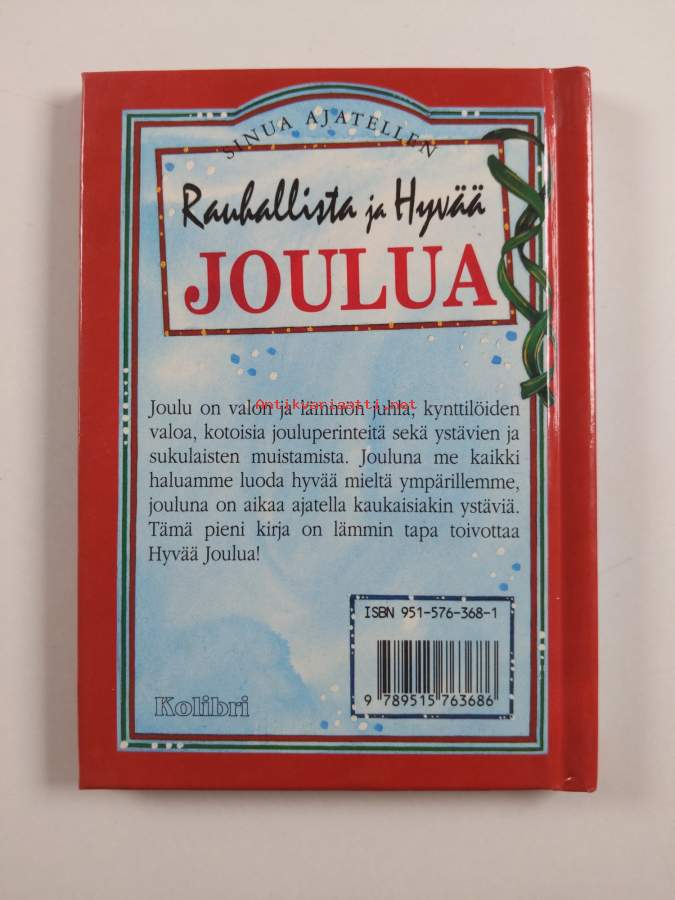 SINUA AJATELLEN
Rauhallista ja Hyvää
JOULUA
Antikvariaatti.net
Joulu on valon ja lämmön juhla, kynttilöiden
valoa, kotoisia jouluperinteitä sekä ystävien ja
sukulaisten muistamista. Jouluna me kaikki
haluamme luoda hyvää mieltä ympärillemme,
jouluna on aikaa ajatella kaukaisiakin ystäviä.
Tämä pieni kirja on lämmin tapa toivottaa
Hyvää Joulua!
ISBN 951-576-368-1
9 789515 763686
Kolibri